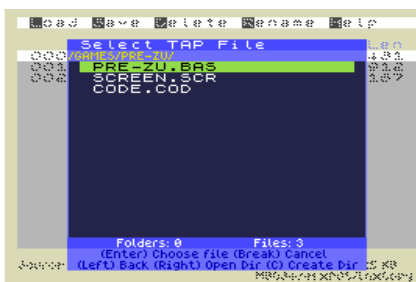 Load Save Delete Rename Help
Select TAP File
/GAMES/PRE-ZU/
PRE-ZU.BAS
SCREEN.SCR
CODE.COD
Folders: 0 Files: 3
(Enter) Choose file (Break) Cancel
(Left) Back (Right) Open Dir (C) Create Dir